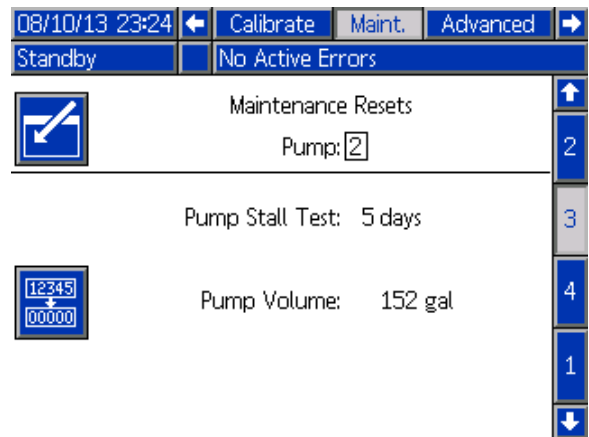 08/10/13 23:24 Calibrate Maint. Advanced
Standby No Active Errors
Maintenance Resets
Pump: 2
2
Pump Stall Test: 5 days
3
12345
00000
Pump Volume: 152 gal
4
1